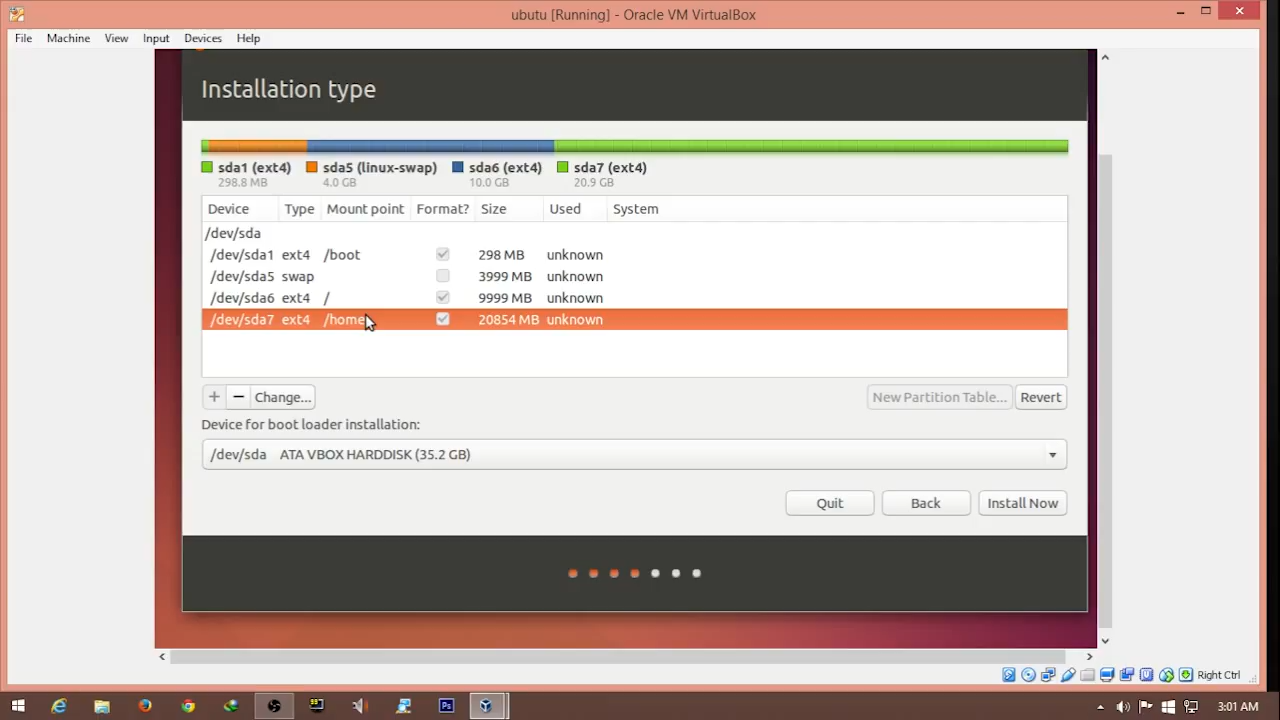 ubutu [Running] - Oracle VM VirtualBox
File Machine View Input Devices Help
Installation type
sda1 (ext4) sda5 (linux-swap) sda6 (ext4) sda7 (ext4)
298.8 MB 4.0 GB 10.0 GB 20.9 GB
Device Type Mount point Format? Size Used System
/dev/sda
/dev/sda1 ext4 /boot 298 MB unknown
/dev/sda5 swap 3999 MB unknown
/dev/sda6 ext4 / 9999 MB unknown
/dev/sda7 ext4 /home 20854 MB unknown
+ − Change... New Partition Table... Revert
Device for boot loader installation:
/dev/sda ATA VBOX HARDDISK (35.2 GB)
Quit Back Install Now
Right Ctrl
Ps 3:01 AM